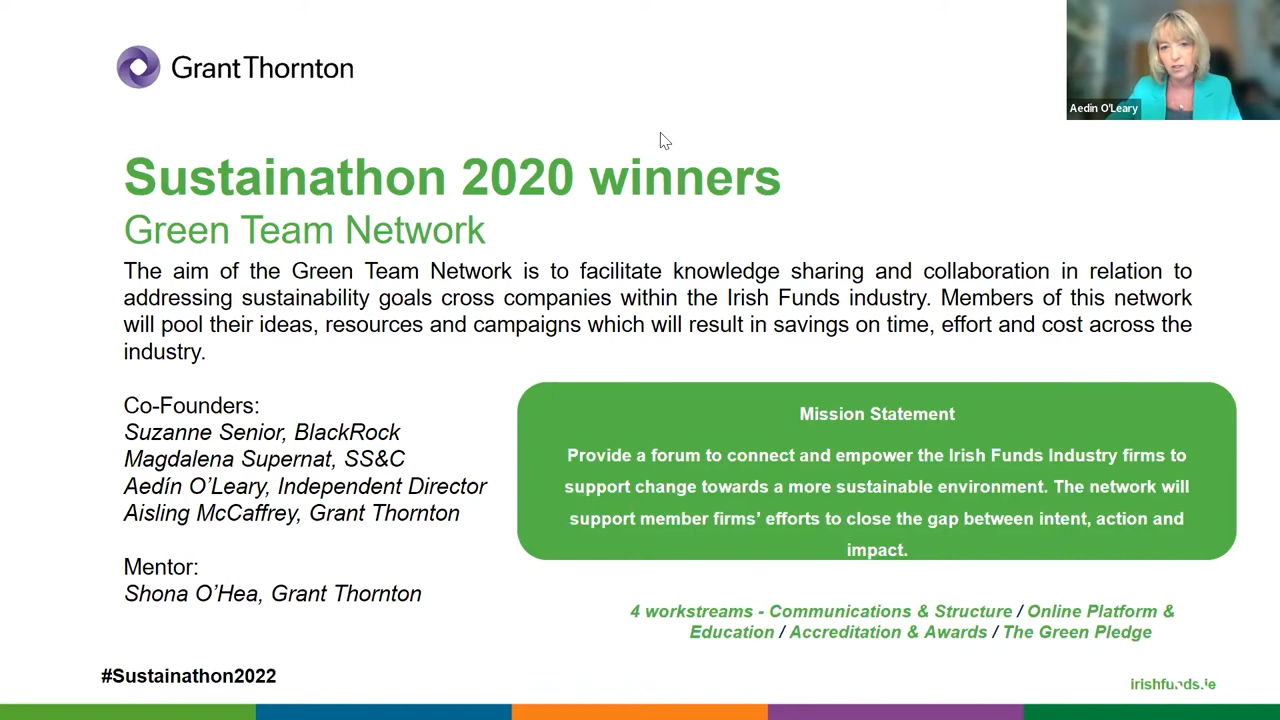 Grant Thornton
Aedin O'Leary
Sustainathon 2020 winners
Green Team Network
The aim of the Green Team Network is to facilitate knowledge sharing and collaboration in relation to
addressing sustainability goals cross companies within the Irish Funds industry. Members of this network
will pool their ideas, resources and campaigns which will result in savings on time, effort and cost across the
industry.
Co-Founders:
Suzanne Senior, BlackRock
Magdalena Supernat, SS&C
Aedín O’Leary, Independent Director
Aisling McCaffrey, Grant Thornton
Mentor:
Shona O’Hea, Grant Thornton
Mission Statement
Provide a forum to connect and empower the Irish Funds Industry firms to
support change towards a more sustainable environment. The network will
support member firms’ efforts to close the gap between intent, action and
impact.
4 workstreams - Communications & Structure / Online Platform &
Education / Accreditation & Awards / The Green Pledge
#Sustainathon2022
irishfunds.ie